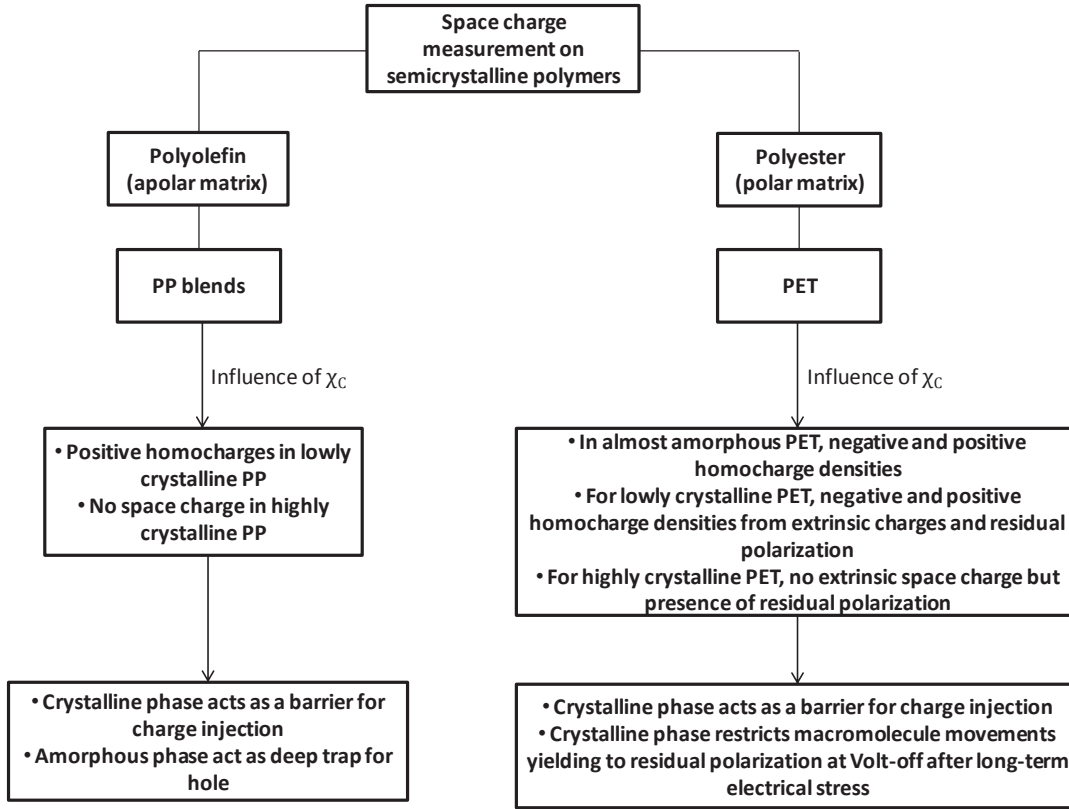 Space charge
measurement on
semicrystalline polymers
Polyolefin
(apolar matrix)
Polyester
(polar matrix)
PP blends
PET
Influence of χC
Influence of χC
• Positive homocharges in lowly
crystalline PP
• No space charge in highly
crystalline PP
• In almost amorphous PET, negative and positive
homocharge densities
• For lowly crystalline PET, negative and positive
homocharge densities from extrinsic charges and residual
polarization
• For highly crystalline PET, no extrinsic space charge but
presence of residual polarization
• Crystalline phase acts as a barrier for
charge injection
• Amorphous phase act as deep trap for
hole
• Crystalline phase acts as a barrier for charge injection
• Crystalline phase restricts macromolecule movements
yielding to residual polarization at Volt-off after long-term
electrical stress